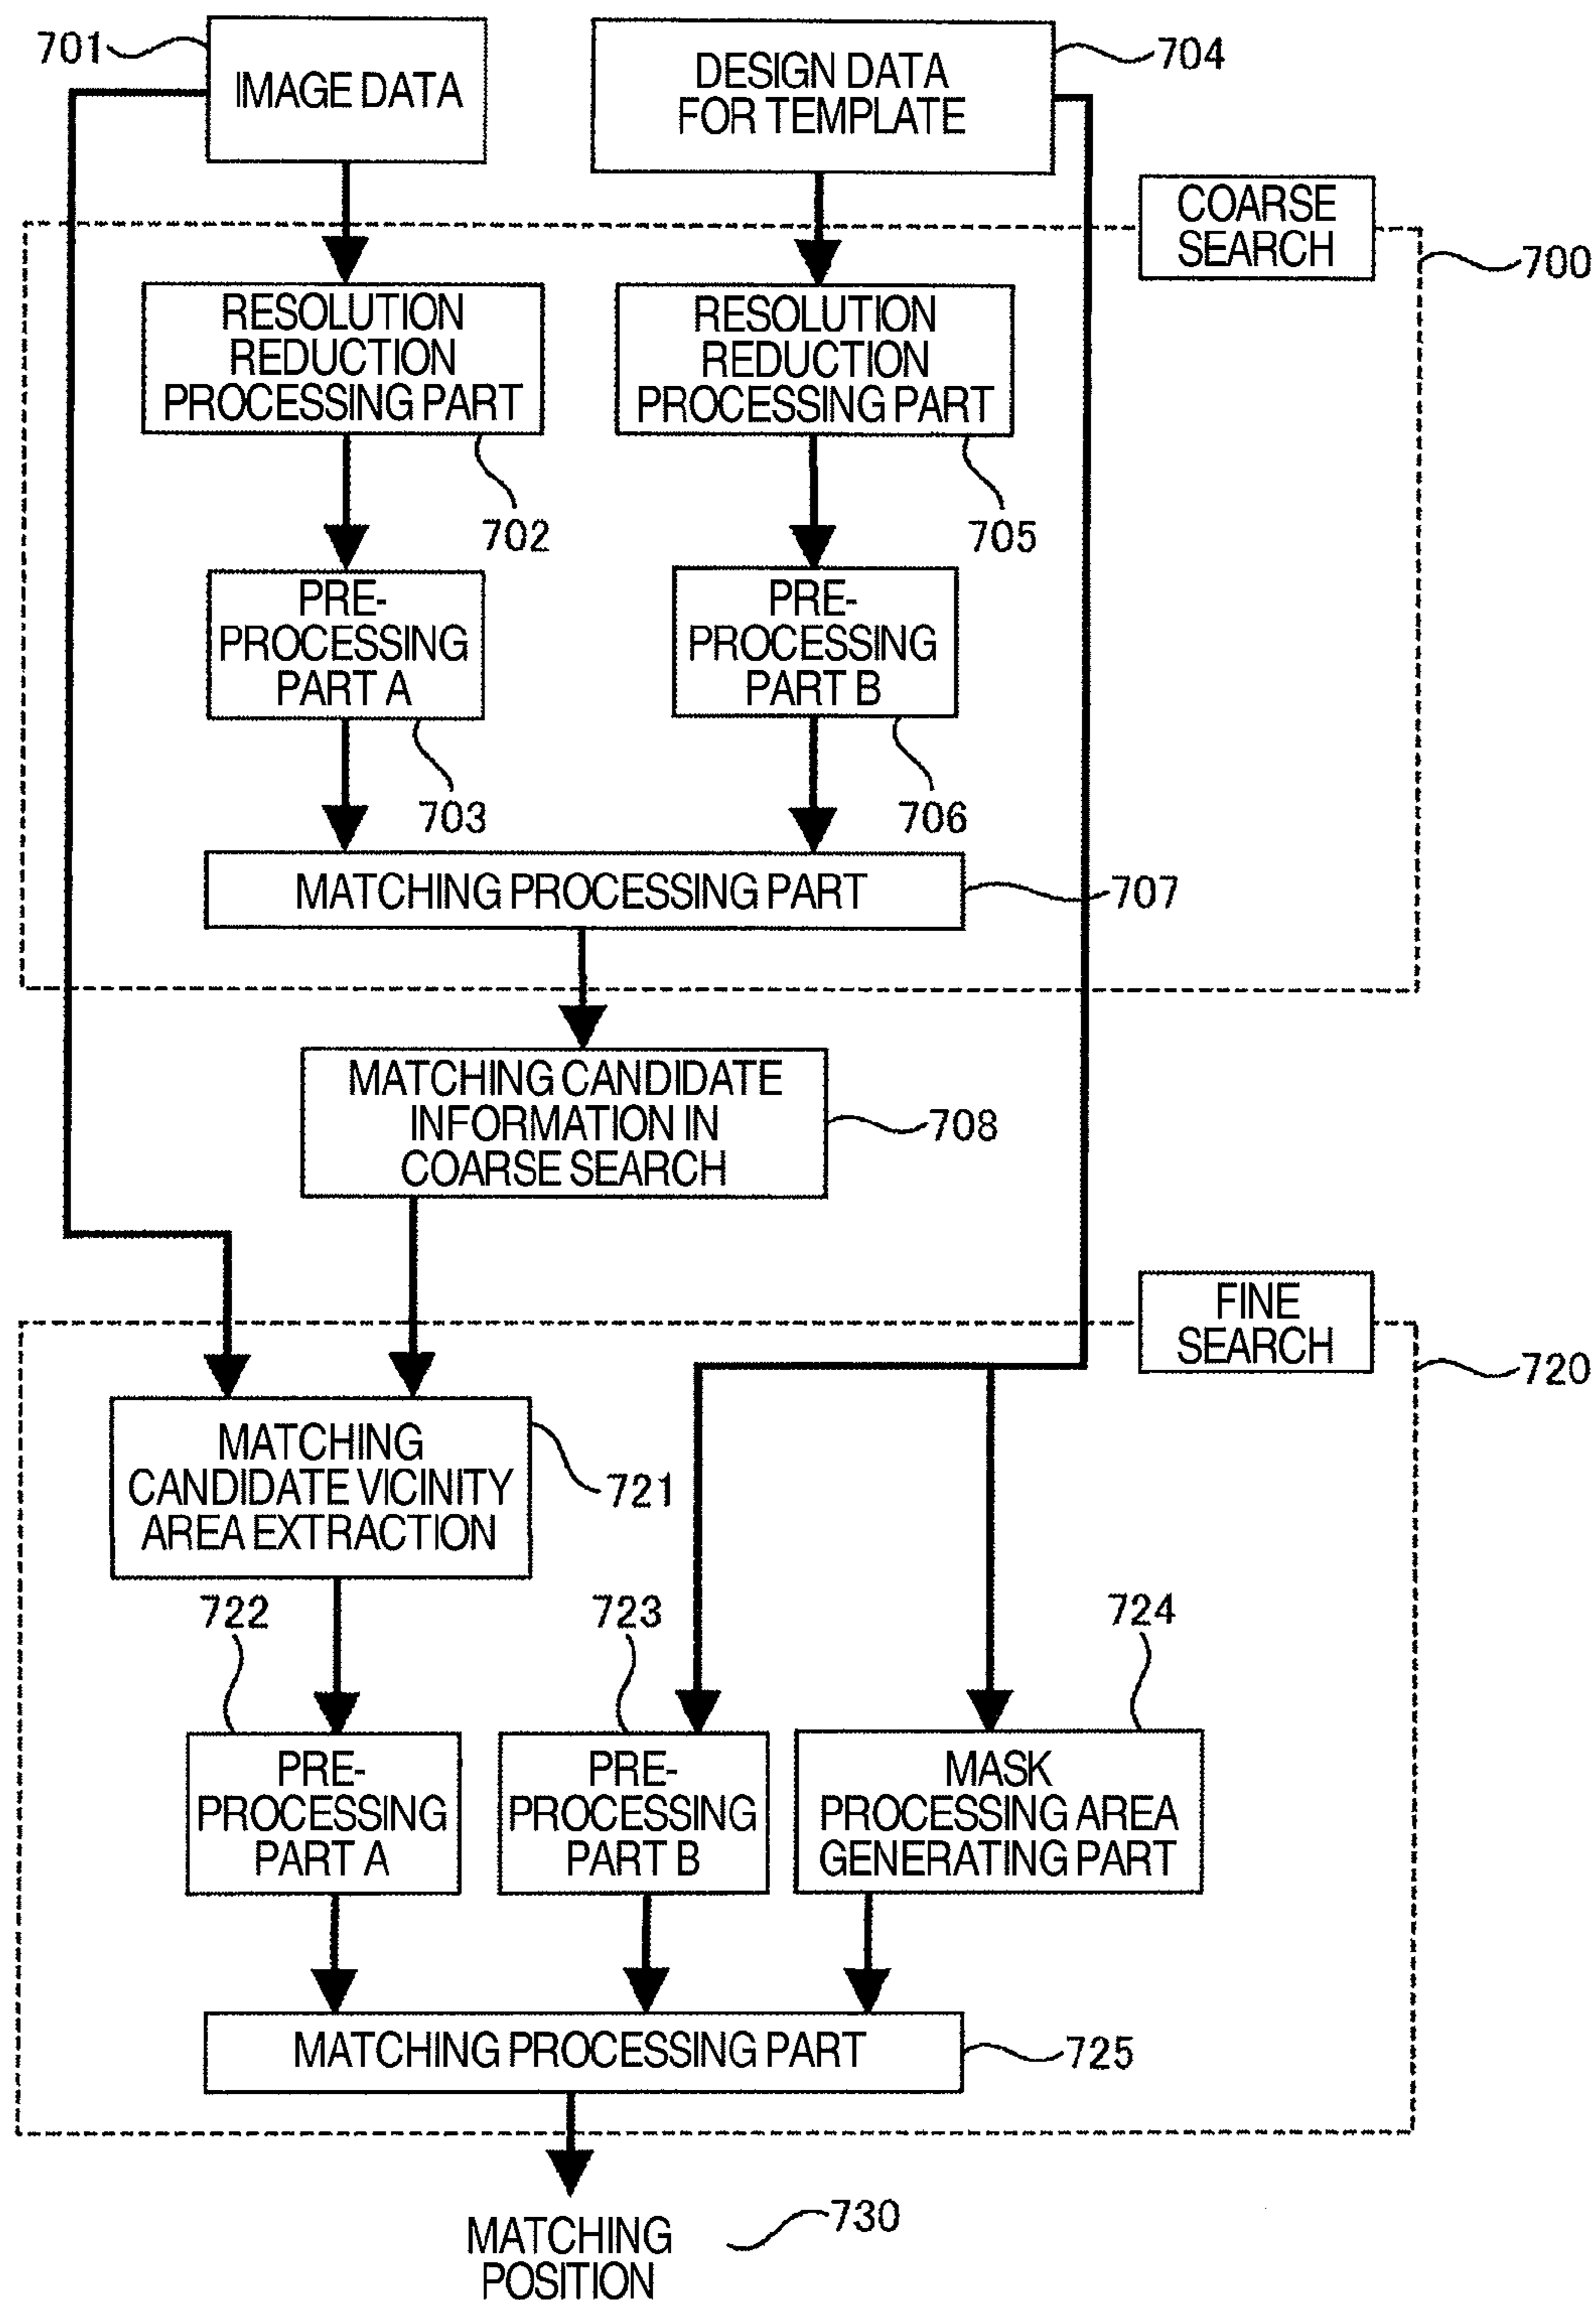 701
IMAGE DATA
DESIGN DATA
FOR TEMPLATE
704
COARSE
SEARCH
700
RESOLUTION
REDUCTION
PROCESSING PART
702
RESOLUTION
REDUCTION
PROCESSING PART
705
PRE-
PROCESSING
PART A
703
PRE-
PROCESSING
PART B
706
MATCHING PROCESSING PART
707
MATCHING CANDIDATE
INFORMATION IN
COARSE SEARCH
708
FINE
SEARCH
720
MATCHING
CANDIDATE VICINITY
AREA EXTRACTION
721
722
723
724
PRE-
PROCESSING
PART A
PRE-
PROCESSING
PART B
MASK
PROCESSING AREA
GENERATING PART
MATCHING PROCESSING PART
725
MATCHING
POSITION
730